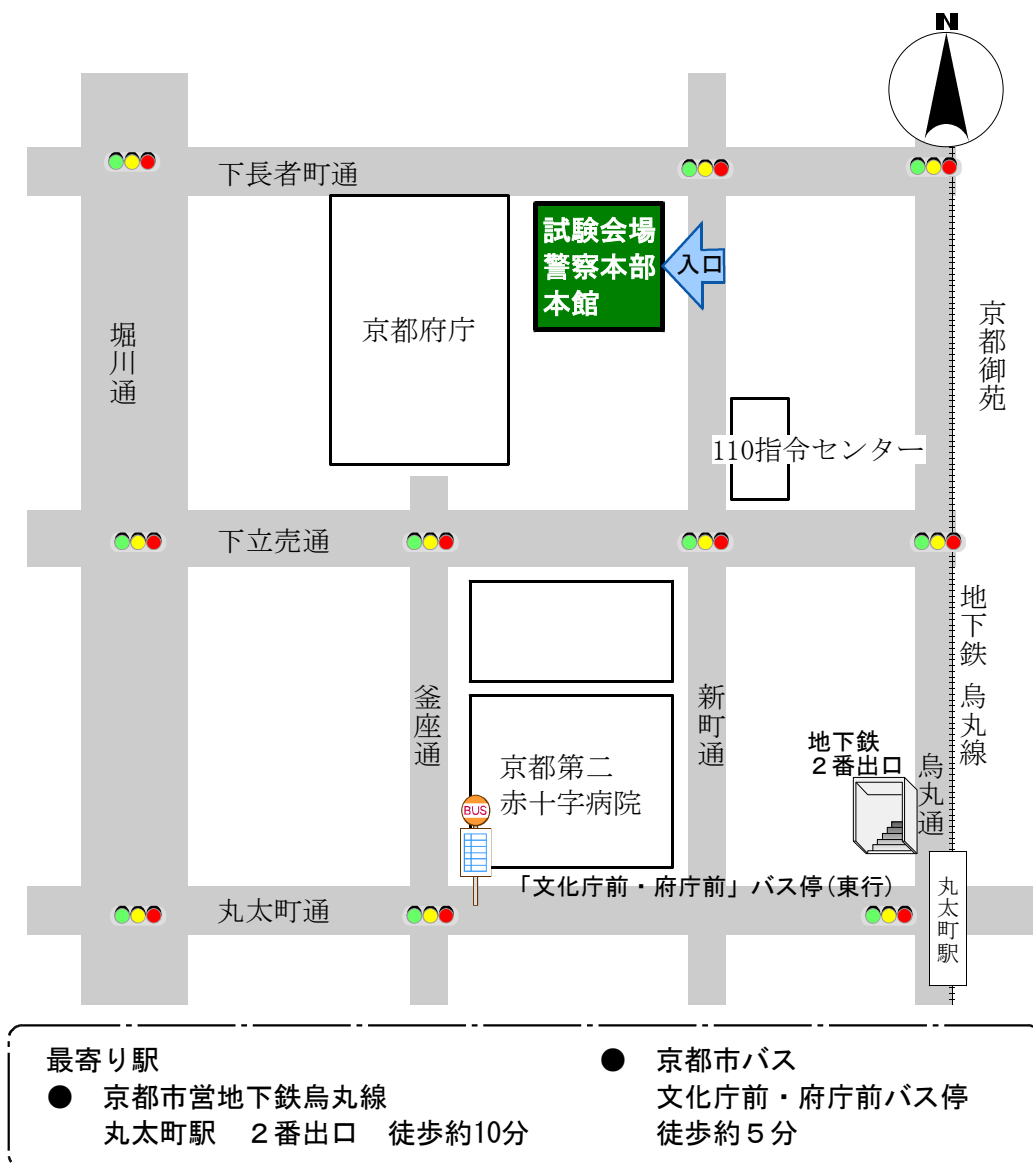 N
下長者町通
試験会場
警察本部
本館
入口
京都府庁
堀川通
京都御苑
110指令センター
下立売通
地下鉄 烏丸線
釜座通
新町通
地下鉄
２番出口
烏丸通
京都第二
赤十字病院
BUS
「文化庁前・府庁前」バス停(東行)
丸太町通
丸太町駅
最寄り駅
● 京都市営地下鉄烏丸線
丸太町駅 ２番出口 徒歩約10分
● 京都市バス
文化庁前・府庁前バス停
徒歩約５分